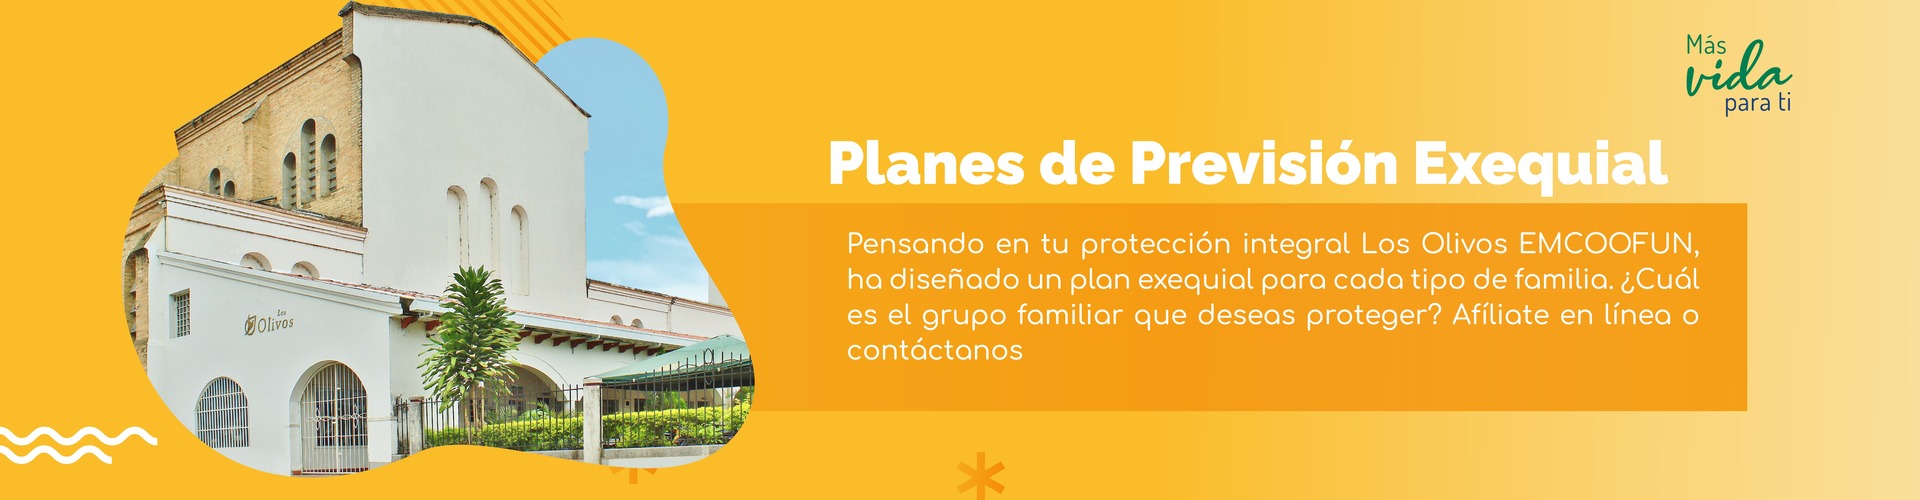 Más
vida
para ti
Planes de Previsión Exequial
Pensando en tu protección integral Los Olivos EMCOOFUN,
ha diseñado un plan exequial para cada tipo de familia. ¿Cuál
es el grupo familiar que deseas proteger? Afíliate en línea o
contáctanos
Los
Olivos